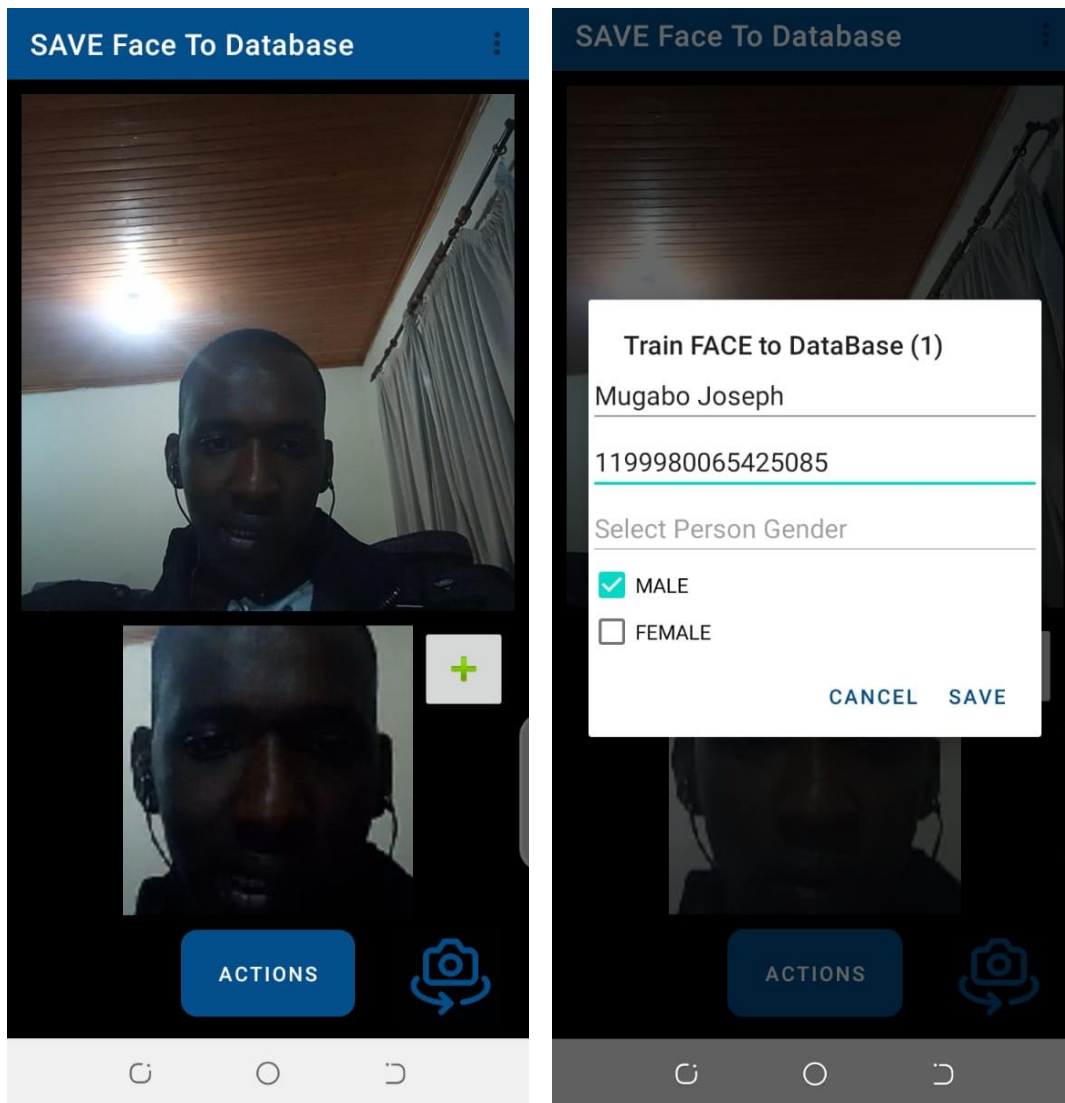 SAVE Face To Database
ACTIONS
SAVE Face To Database
Train FACE to DataBase (1)
Mugabo Joseph
1199980065425085
Select Person Gender
MALE
FEMALE
CANCEL SAVE
ACTIONS